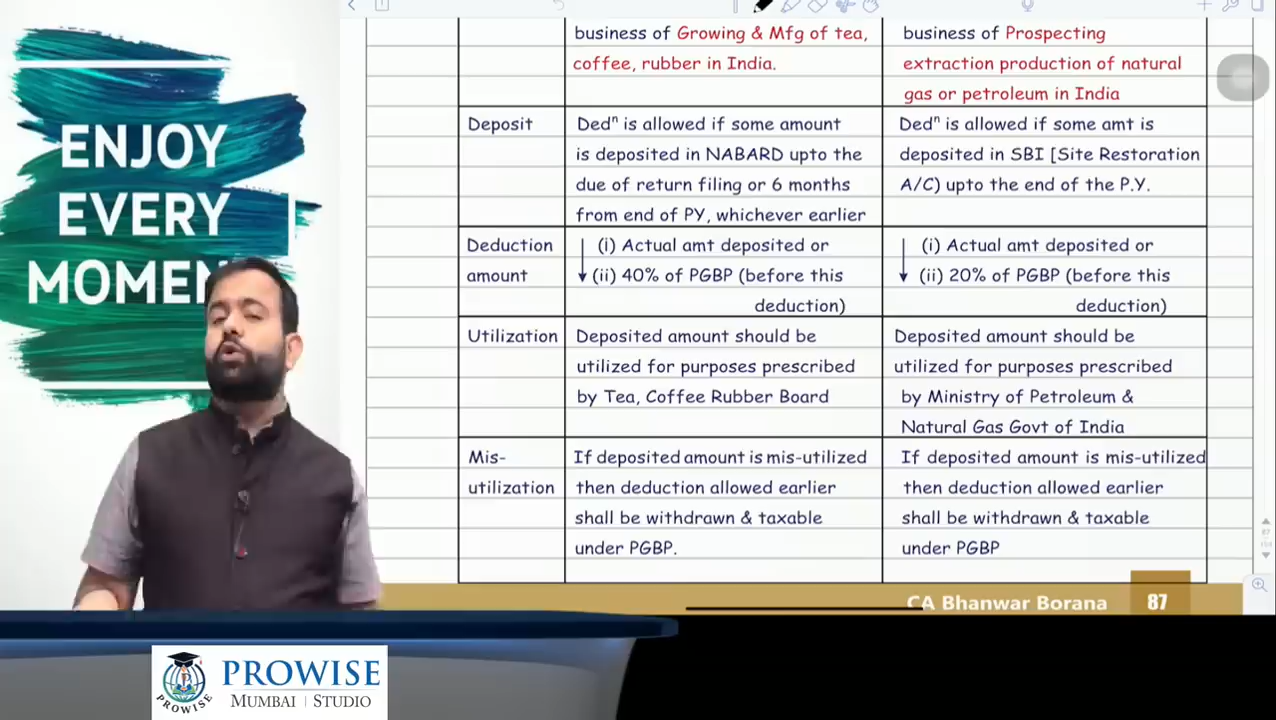 ENJOY
EVERY
MOMEN
business of Growing & Mfg of tea,
coffee, rubber in India.
business of Prospecting
extraction production of natural
gas or petroleum in India
Deposit
Dedⁿ is allowed if some amount
is deposited in NABARD upto the
due of return filing or 6 months
from end of PY, whichever earlier
Dedⁿ is allowed if some amt is
deposited in SBI [Site Restoration
A/C) upto the end of the P.Y.
Deduction
amount
(i) Actual amt deposited or
(ii) 40% of PGBP (before this
deduction)
(i) Actual amt deposited or
(ii) 20% of PGBP (before this
deduction)
Utilization
Deposited amount should be
utilized for purposes prescribed
by Tea, Coffee Rubber Board
Deposited amount should be
utilized for purposes prescribed
by Ministry of Petroleum &
Natural Gas Govt of India
Mis-
utilization
If deposited amount is mis-utilized
then deduction allowed earlier
shall be withdrawn & taxable
under PGBP.
If deposited amount is mis-utilized
then deduction allowed earlier
shall be withdrawn & taxable
under PGBP
CA Bhanwar Borana 87
PROWISE
PROWISE
MUMBAI | STUDIO